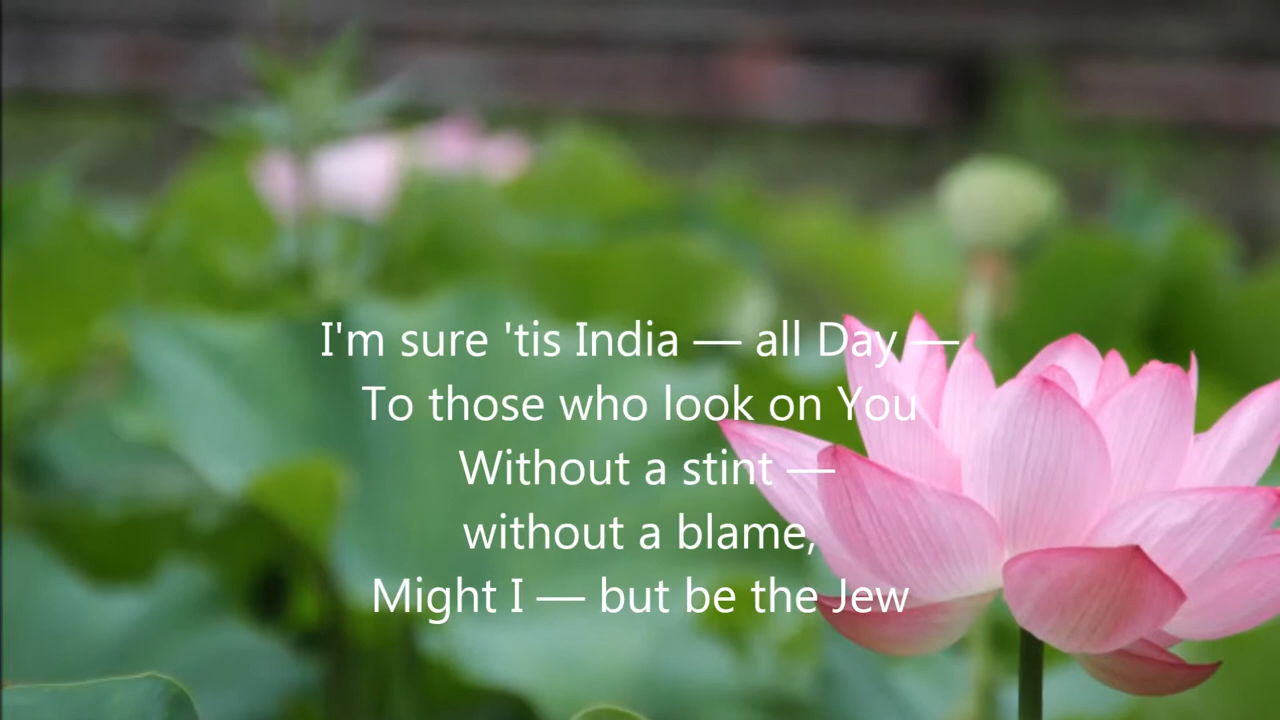 I'm sure 'tis India — all Day —
To those who look on You
Without a stint —
without a blame,
Might I — but be the Jew